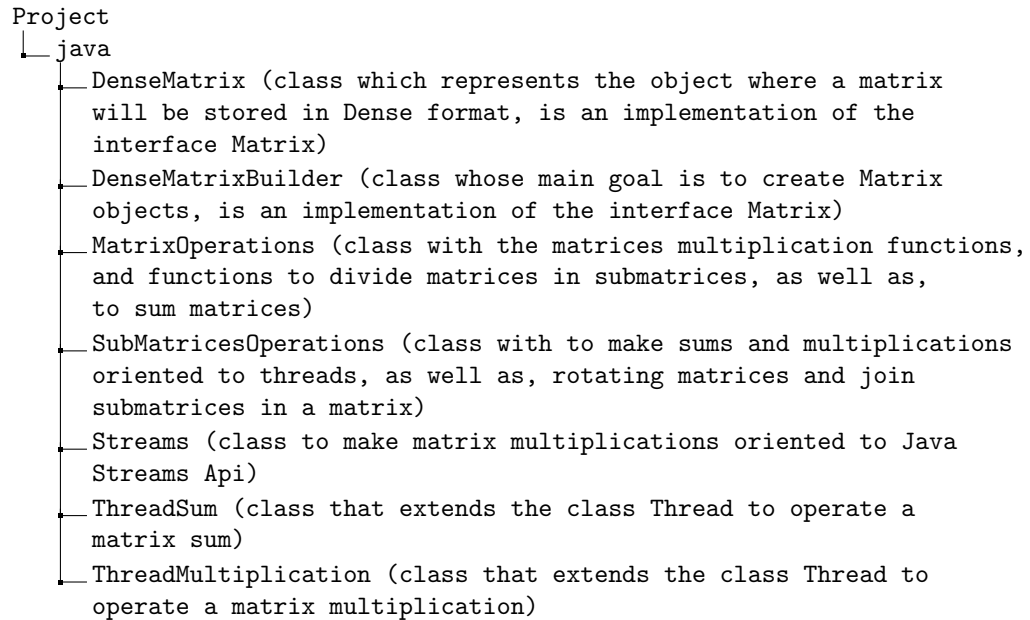 Project
java
DenseMatrix (class which represents the object where a matrix
will be stored in Dense format, is an implementation of the
interface Matrix)
DenseMatrixBuilder (class whose main goal is to create Matrix
objects, is an implementation of the interface Matrix)
MatrixOperations (class with the matrices multiplication functions,
and functions to divide matrices in submatrices, as well as,
to sum matrices)
SubMatricesOperations (class with to make sums and multiplications
oriented to threads, as well as, rotating matrices and join
submatrices in a matrix)
Streams (class to make matrix multiplications oriented to Java
Streams Api)
ThreadSum (class that extends the class Thread to operate a
matrix sum)
ThreadMultiplication (class that extends the class Thread to
operate a matrix multiplication)